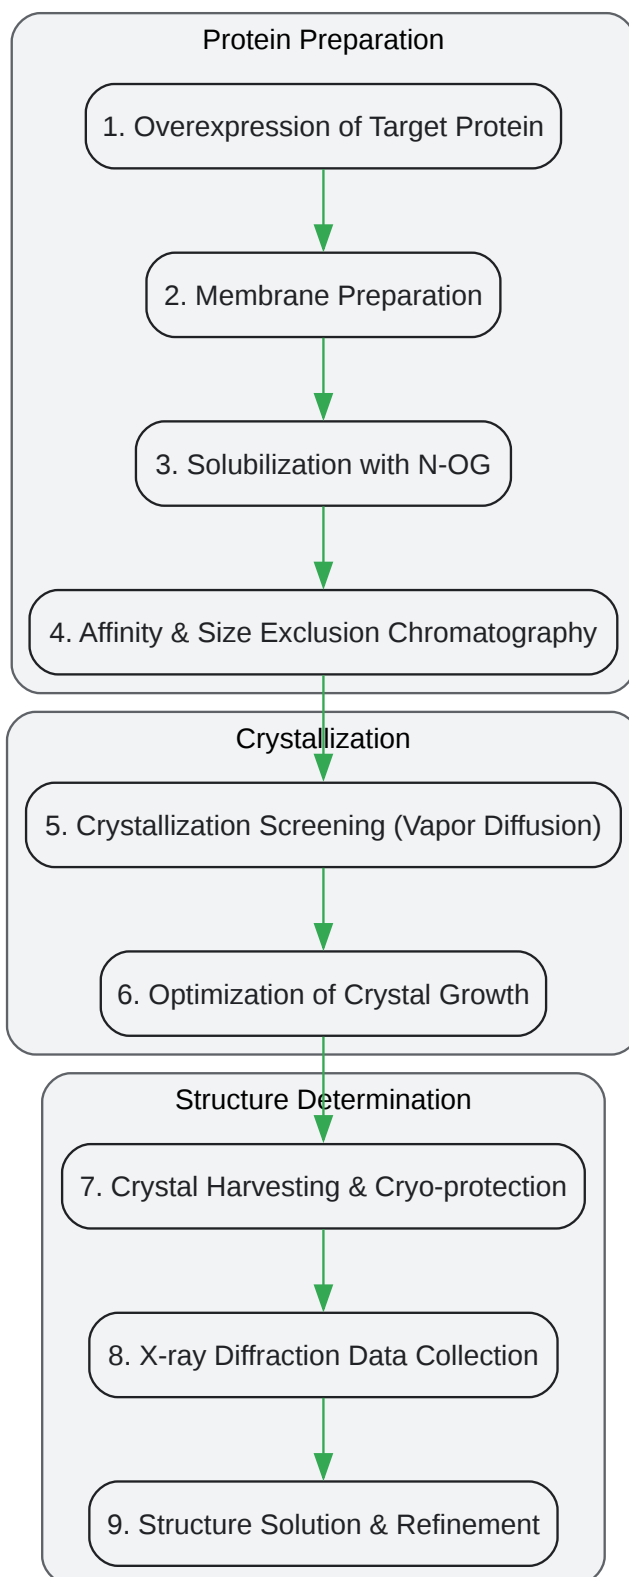 Protein Preparation
1. Overexpression of Target Protein
2. Membrane Preparation
3. Solubilization with N-OG
4. Affinity & Size Exclusion Chromatography
Crystallization
5. Crystallization Screening (Vapor Diffusion)
6. Optimization of Crystal Growth
Structure Determination
7. Crystal Harvesting & Cryo-protection
8. X-ray Diffraction Data Collection
9. Structure Solution & Refinement